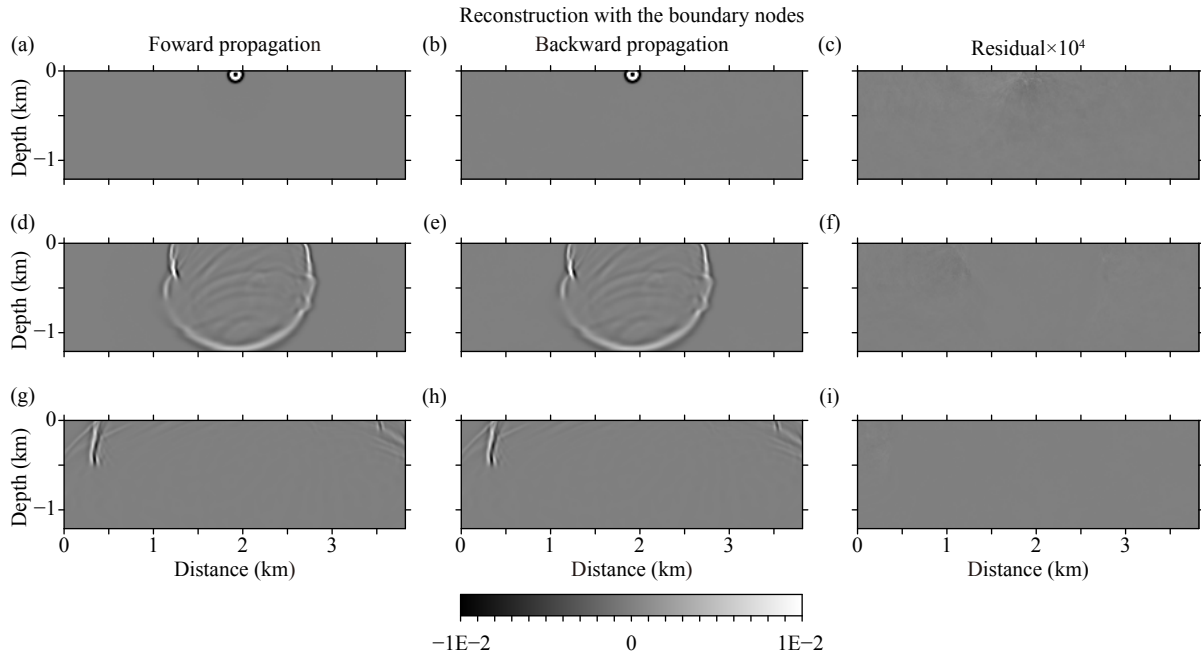 Reconstruction with the boundary nodes
(a) Foward propagation (b) Backward propagation (c) Residual×10⁴
0
Depth (km)
−1
(d) (e) (f)
0
Depth (km)
−1
(g) (h) (i)
0
Depth (km)
−1
0 1 2 3 0 1 2 3 0 1 2 3
Distance (km) Distance (km) Distance (km)
−1E−2 0 1E−2